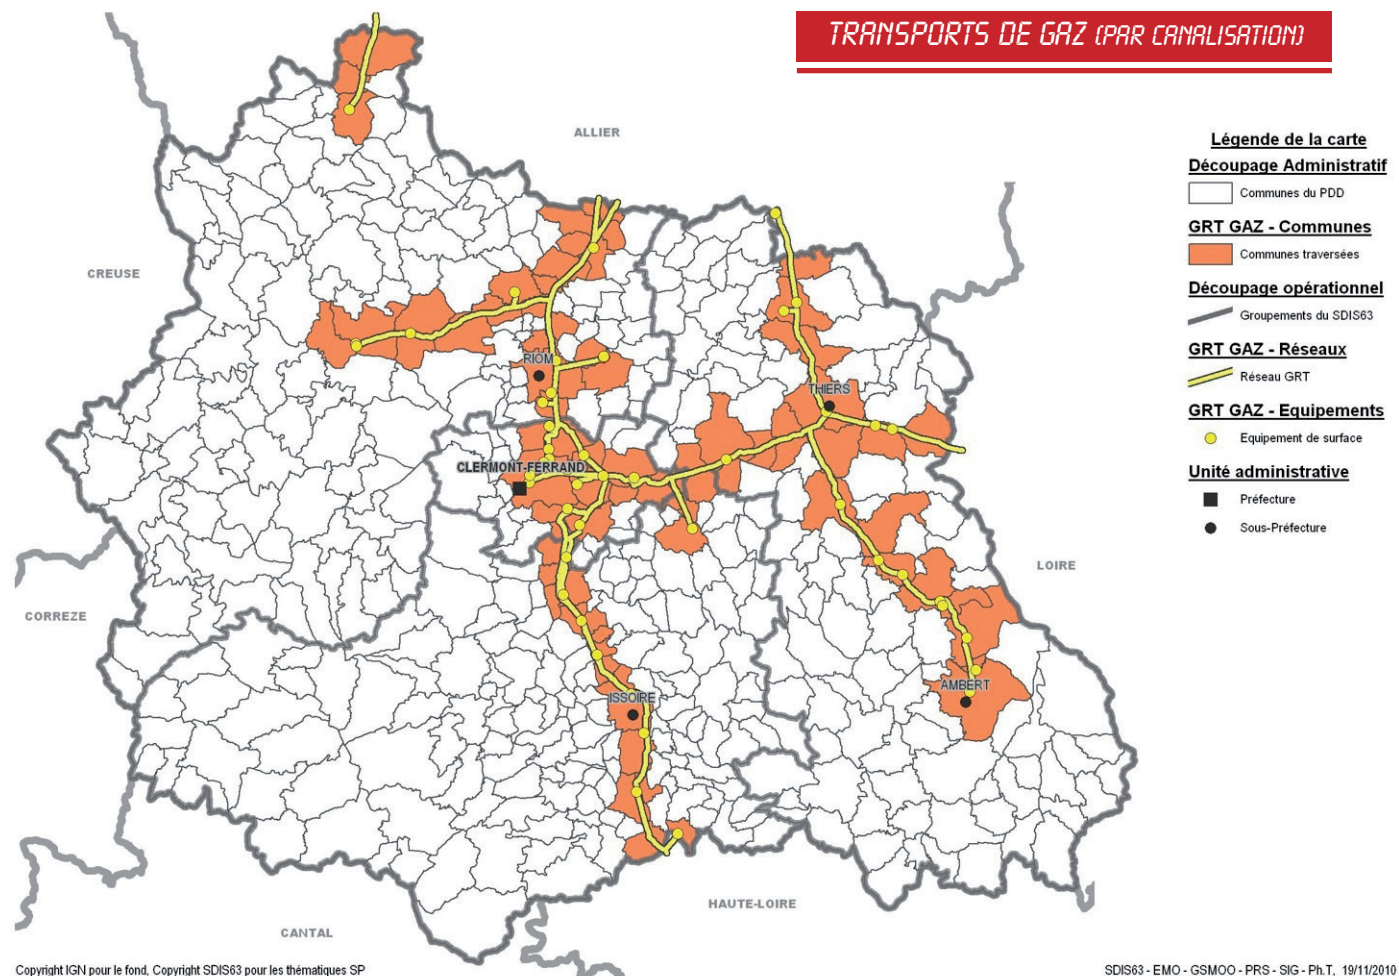 TRANSPORTS DE GAZ (PAR CANALISATION)
Légende de la carte
Découpage Administratif
Communes du PDD
GRT GAZ - Communes
Communes traversées
Découpage opérationnel
Groupements du SDIS63
GRT GAZ - Réseaux
Réseau GRT
GRT GAZ - Equipements
Equipement de surface
Unité administrative
Préfecture
Sous-Préfecture
ALLIER
CREUSE
RIOM
THIERS
CLERMONT-FERRAND
LOIRE
CORREZE
AMBERT
ISSOIRE
HAUTE-LOIRE
CANTAL
Copyright IGN pour le fond, Copyright SDIS63 pour les thématiques SP
SDIS63 - EMO - GSMOO - PRS - SIG - Ph.T, 19/11/2010